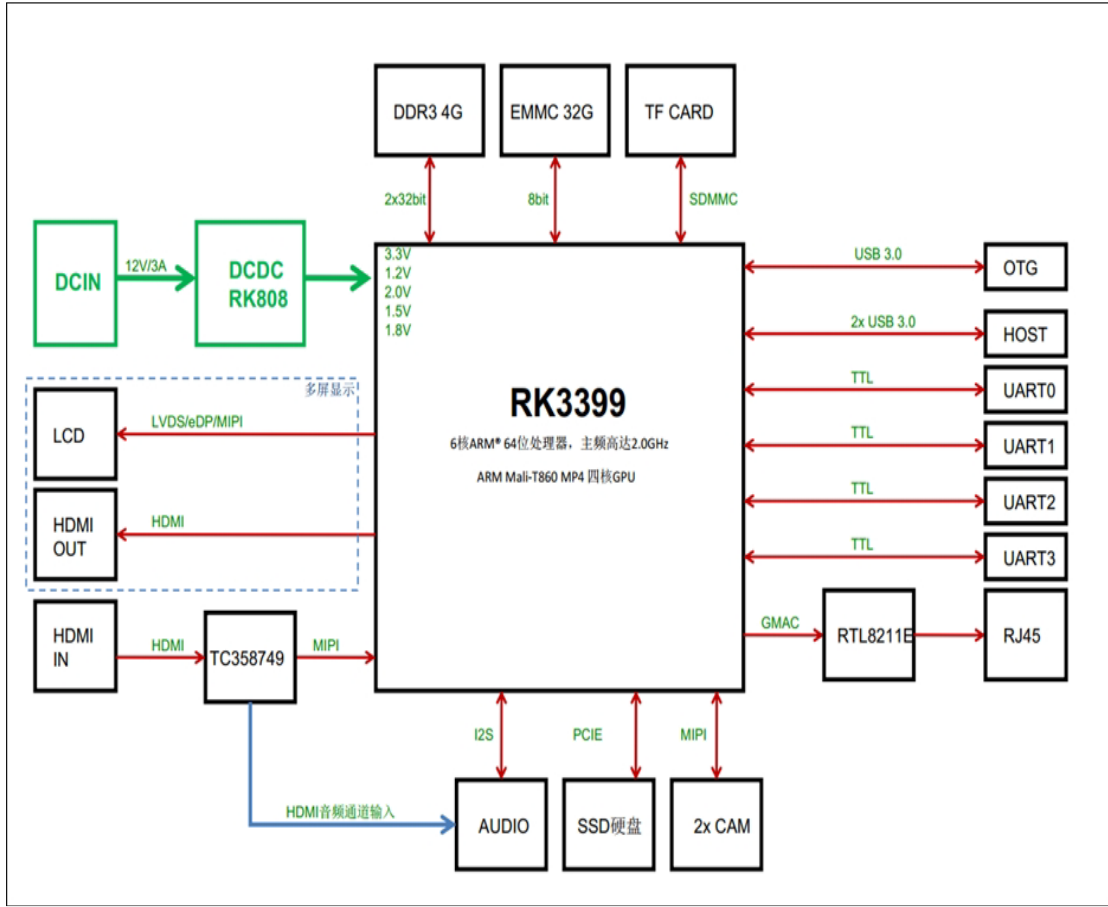 DDR3 4G
EMMC 32G
TF CARD
2x32bit
8bit
SDMMC
DCIN
12V/3A
DCDC
RK808
3.3V
1.2V
2.0V
1.5V
1.8V
USB 3.0
OTG
2x USB 3.0
HOST
多屏显示
LCD
LVDS/eDP/MIPI
RK3399
6核ARM® 64位处理器，主频高达2.0GHz
ARM Mali-T860 MP4 四核GPU
TTL
UART0
TTL
UART1
TTL
UART2
TTL
UART3
HDMI
OUT
HDMI
HDMI
IN
HDMI
TC358749
MIPI
GMAC
RTL8211E
RJ45
I2S
PCIE
MIPI
HDMI音频通道输入
AUDIO
SSD硬盘
2x CAM